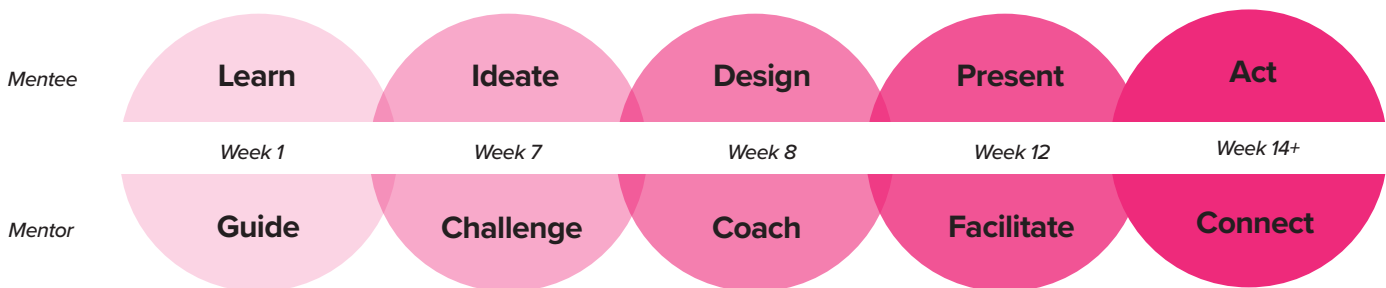 Mentee Learn Ideate Design Present Act
Week 1 Week 7 Week 8 Week 12 Week 14+
Mentor Guide Challenge Coach Facilitate Connect